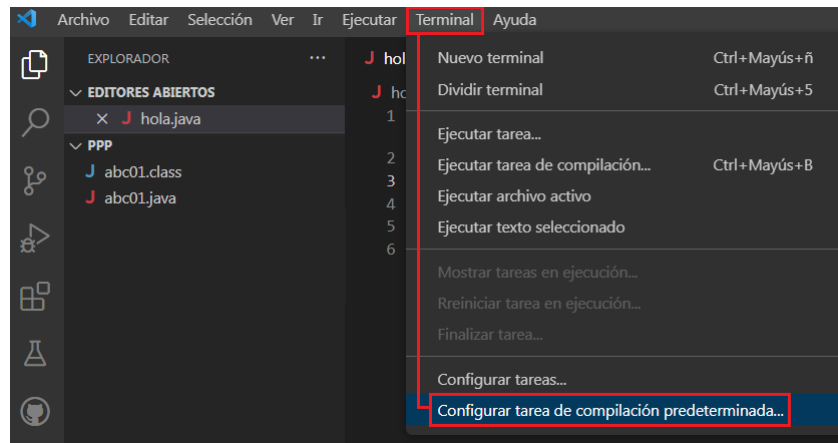 Archivo Editar Selección Ver Ir Ejecutar Terminal Ayuda
EXPLORADOR ...
EDITORES ABIERTOS
J hola.java
PPP
J abc01.class
J abc01.java
J hol
J ho
1
2
3
4
5
6
Nuevo terminal Ctrl+Mayús+ñ
Dividir terminal Ctrl+Mayús+5
Ejecutar tarea...
Ejecutar tarea de compilación... Ctrl+Mayús+B
Ejecutar archivo activo
Ejecutar texto seleccionado
Mostrar tareas en ejecución...
Rreiniciar tarea en ejecución...
Finalizar tarea...
Configurar tareas...
Configurar tarea de compilación predeterminada...